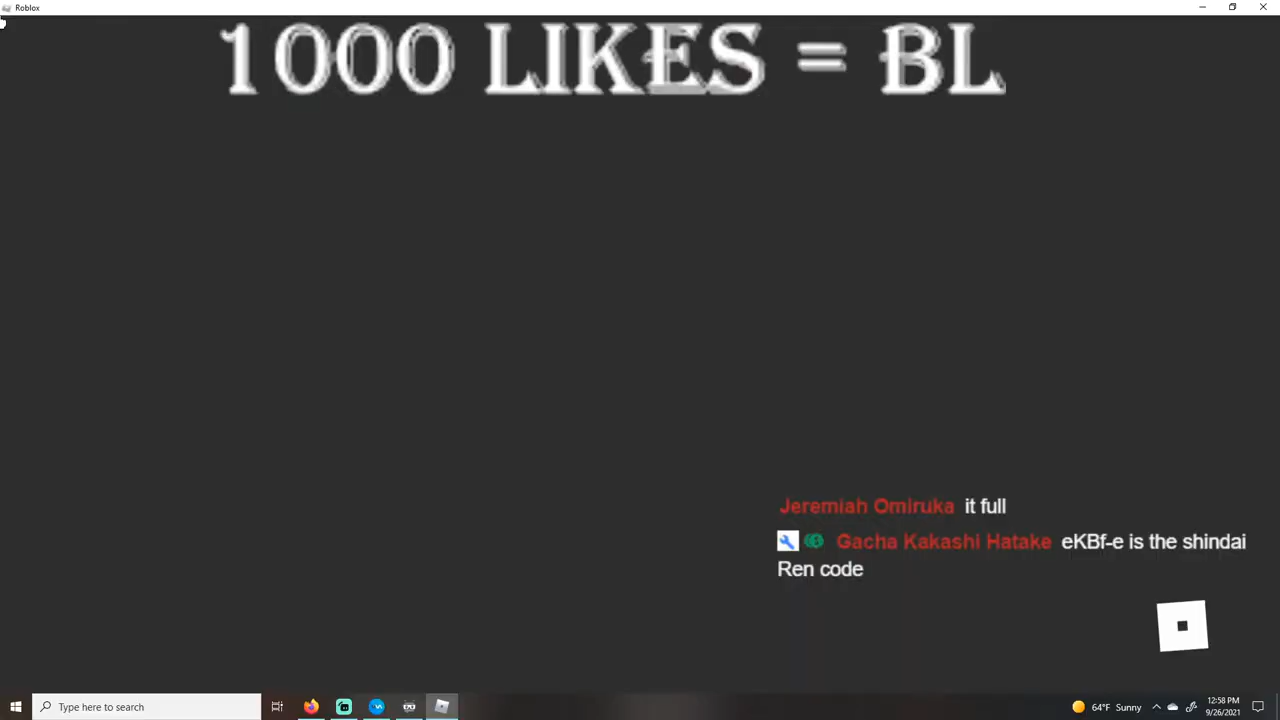 Roblox
1000 LIKES = BL
Jeremiah Omiruka it full
Gacha Kakashi Hatake eKBf-e is the shindai
Ren code
Type here to search
64°F Sunny
12:58 PM
9/26/2021